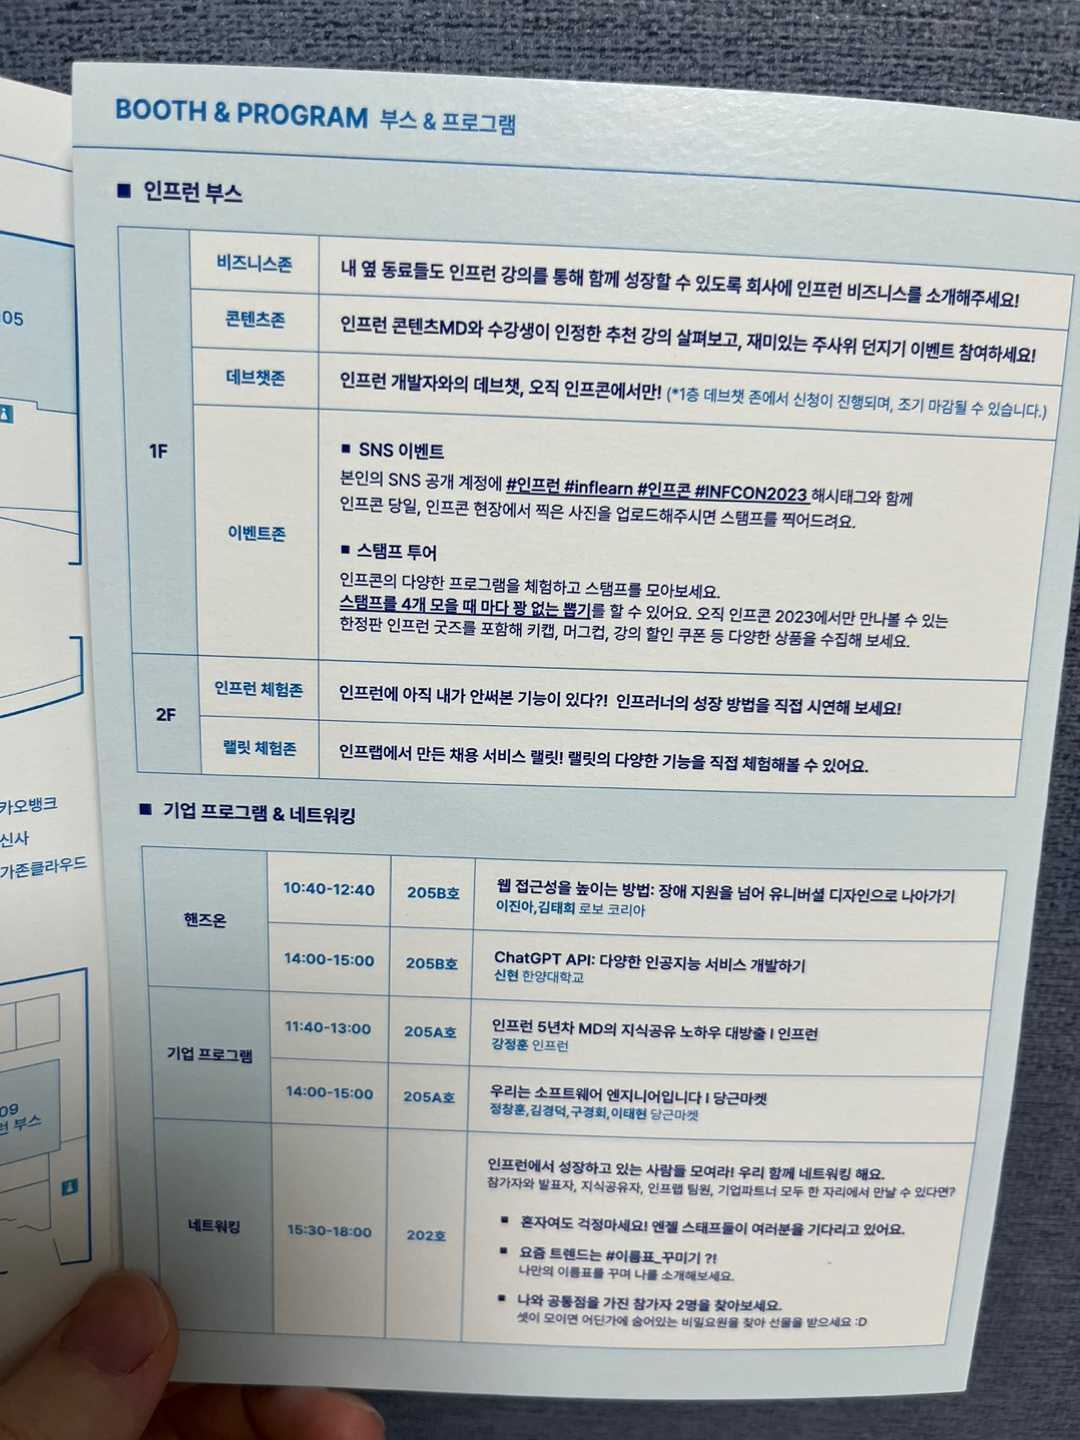 BOOTH & PROGRAM 부스 & 프로그램
■ 인프런 부스
1F
비즈니스존
내 옆 동료들도 인프런 강의를 통해 함께 성장할 수 있도록 회사에 인프런 비즈니스를 소개해주세요!
콘텐츠존
인프런 콘텐츠MD와 수강생이 인정한 추천 강의 살펴보고, 재미있는 주사위 던지기 이벤트 참여하세요!
데브챗존
인프런 개발자와의 데브챗, 오직 인프콘에서만! (*1층 데브챗 존에서 신청이 진행되며, 조기 마감될 수 있습니다.)
이벤트존
■ SNS 이벤트
본인의 SNS 공개 계정에 #인프런 #inflearn #인프콘 #INFCON2023 해시태그와 함께
인프콘 당일, 인프콘 현장에서 찍은 사진을 업로드해주시면 스탬프를 찍어드려요.
■ 스탬프 투어
인프콘의 다양한 프로그램을 체험하고 스탬프를 모아보세요.
스탬프를 4개 모을 때 마다 꽝 없는 뽑기를 할 수 있어요. 오직 인프콘 2023에서만 만나볼 수 있는
한정판 인프런 굿즈를 포함해 키캡, 머그컵, 강의 할인 쿠폰 등 다양한 상품을 수집해 보세요.
2F
인프런 체험존
인프런에 아직 내가 안써본 기능이 있다?! 인프러너의 성장 방법을 직접 시연해 보세요!
랠릿 체험존
인프랩에서 만든 채용 서비스 랠릿! 랠릿의 다양한 기능을 직접 체험해볼 수 있어요.
■ 기업 프로그램 & 네트워킹
핸즈온
10:40-12:40
205B호
웹 접근성을 높이는 방법: 장애 지원을 넘어 유니버셜 디자인으로 나아가기
이진아,김태희 로보 코리아
14:00-15:00
205B호
ChatGPT API: 다양한 인공지능 서비스 개발하기
신현 한양대학교
기업 프로그램
11:40-13:00
205A호
인프런 5년차 MD의 지식공유 노하우 대방출 | 인프런
강정훈 인프런
14:00-15:00
205A호
우리는 소프트웨어 엔지니어입니다 | 당근마켓
정창훈,김경덕,구경회,이태현 당근마켓
네트워킹
15:30-18:00
202호
인프런에서 성장하고 있는 사람들 모여라! 우리 함께 네트워킹 해요.
참가자와 발표자, 지식공유자, 인프랩 팀원, 기업파트너 모두 한 자리에서 만날 수 있다면?
■ 혼자여도 걱정마세요! 엔젤 스태프들이 여러분을 기다리고 있어요.
■ 요즘 트렌드는 #이름표_꾸미기 ?!
나만의 이름표를 꾸며 나를 소개해보세요.
■ 나와 공통점을 가진 참가자 2명을 찾아보세요.
셋이 모이면 어딘가에 숨어있는 비밀요원을 찾아 선물을 받으세요 :D
05
카오뱅크
신사
가존클라우드
09
런 부스